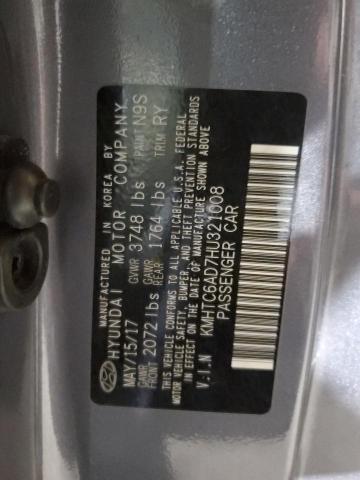 MANUFACTURED IN KOREA BY
HYUNDAI MOTOR COMPANY
MAY/15/17 GVWR 3748 lbs PAINT N9S
GAWR FRONT 2072 lbs GAWR REAR 1764 lbs TRIM RY
THIS VEHICLE CONFORMS TO ALL APPLICABLE U.S.A. FEDERAL
MOTOR VEHICLE SAFETY, BUMPER, AND THEFT PREVENTION STANDARDS
IN EFFECT ON THE DATE OF MANUFACTURE SHOWN ABOVE
V.I.N KMHTC6AD7HU321008
PASSENGER CAR